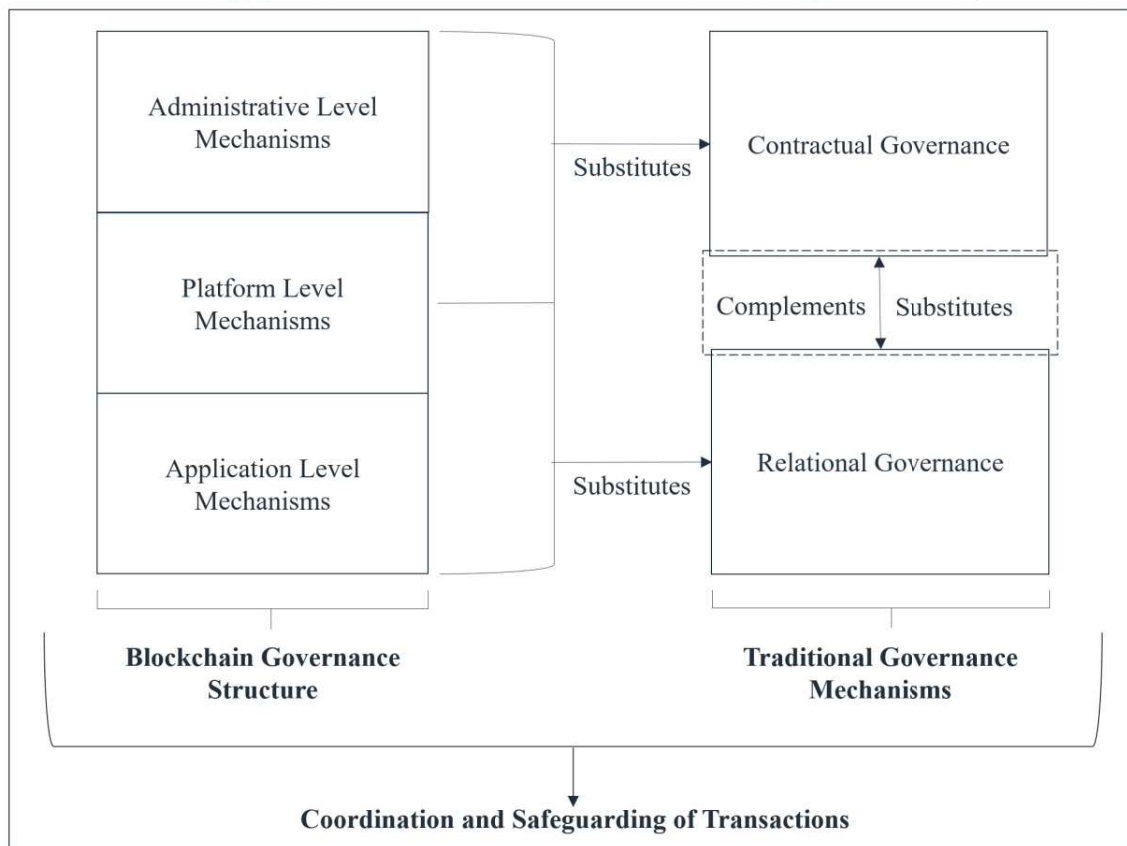 Administrative Level
Mechanisms
Platform Level
Mechanisms
Application Level
Mechanisms
Substitutes
Substitutes
Contractual Governance
Complements Substitutes
Relational Governance
Blockchain Governance
Structure
Traditional Governance
Mechanisms
Coordination and Safeguarding of Transactions